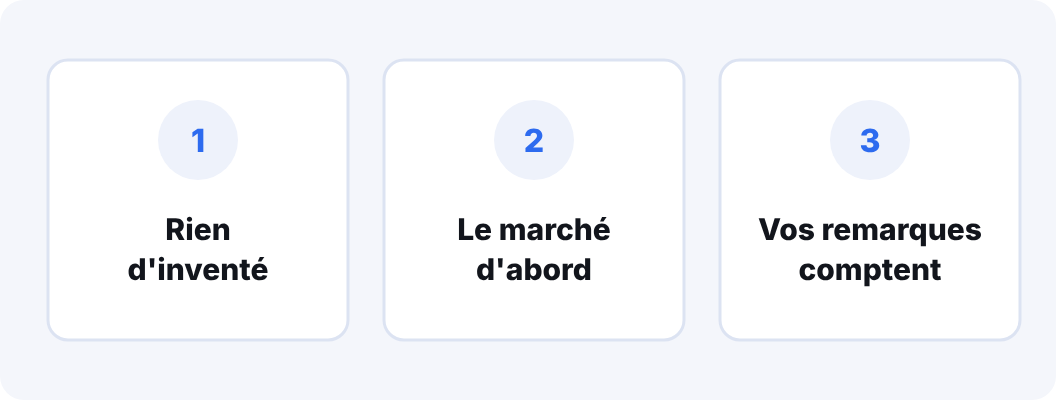 1
Rien
d'inventé
2
Le marché
d'abord
3
Vos remarques
comptent